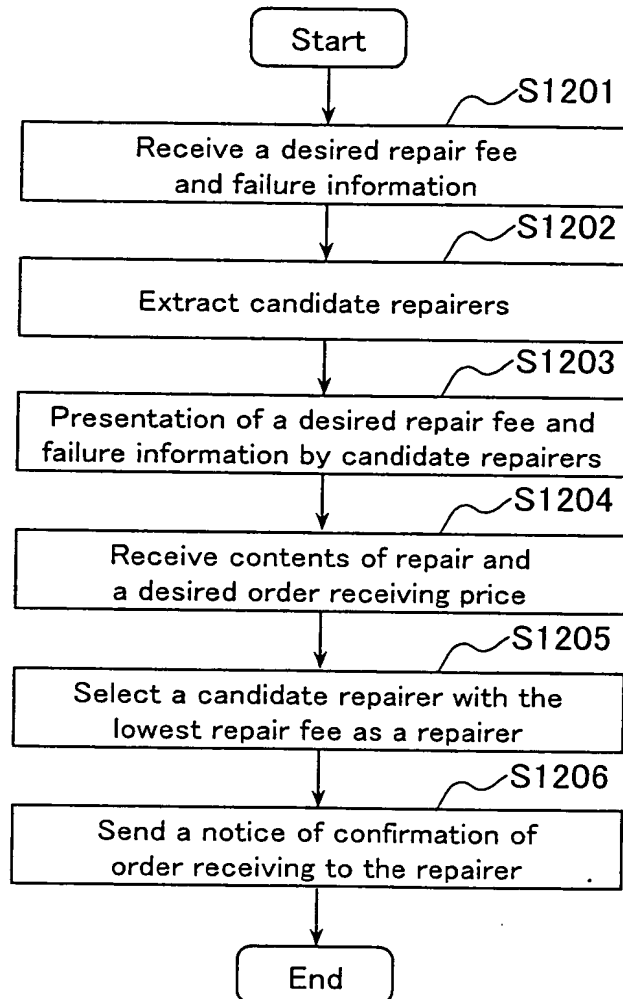 Start
S1201
Receive a desired repair fee
and failure information
S1202
Extract candidate repairers
S1203
Presentation of a desired repair fee and
failure information by candidate repairers
S1204
Receive contents of repair and
a desired order receiving price
S1205
Select a candidate repairer with the
lowest repair fee as a repairer
S1206
Send a notice of confirmation of
order receiving to the repairer
End